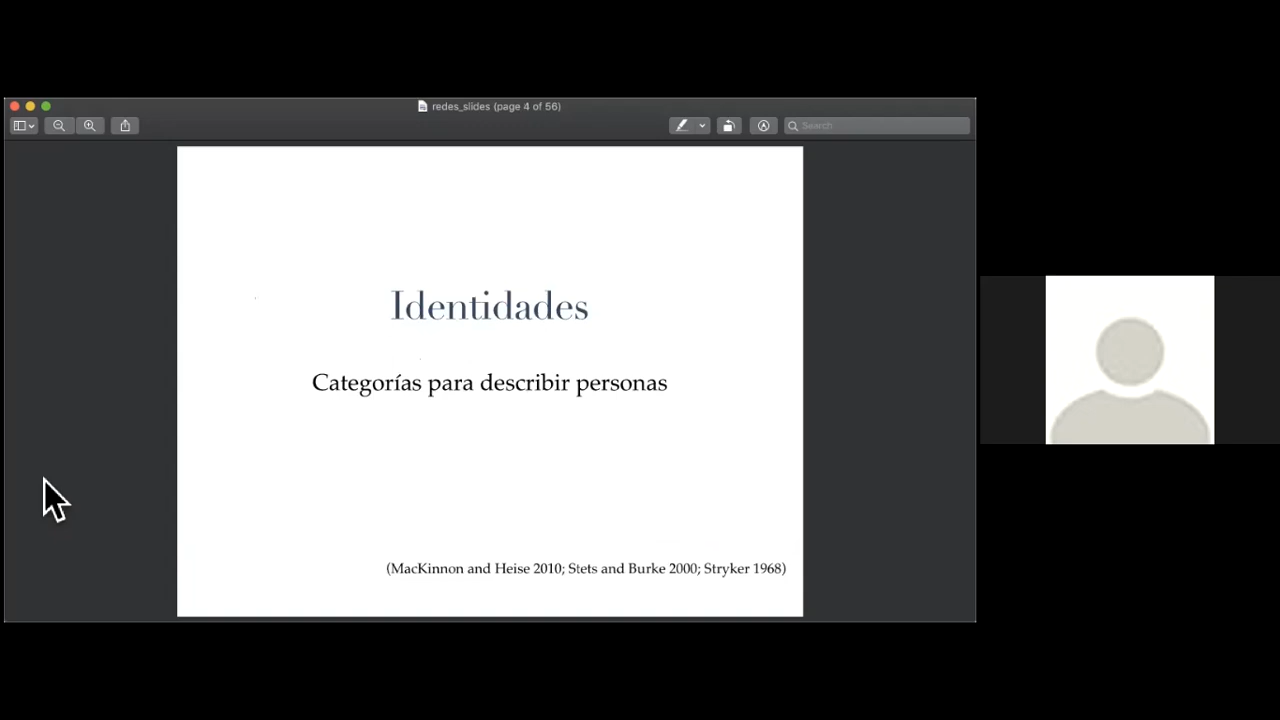 redes_slides (page 4 of 56)
Search
Identidades
Categorías para describir personas
(MacKinnon and Heise 2010; Stets and Burke 2000; Stryker 1968)